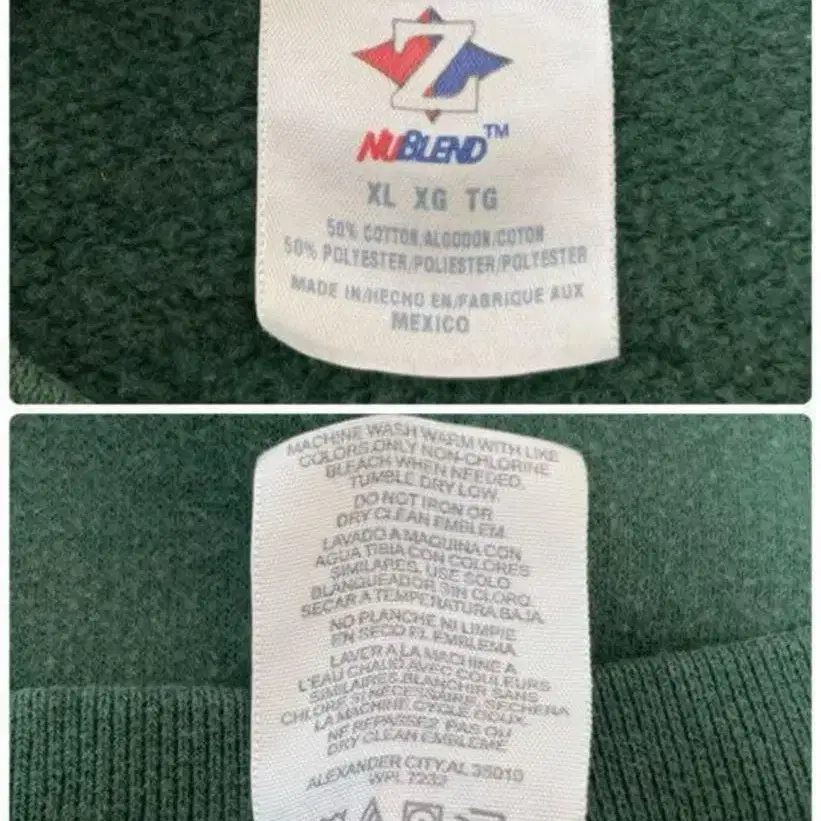 Z
NUBLEND™
XL XG TG
50% COTTON/ALGODON/COTON
50% POLYESTER/POLIESTER/POLYESTER
MADE IN/HECHO EN/FABRIQUE AUX
MEXICO
MACHINE WASH WARM WITH LIKE
COLORS.ONLY NON-CHLORINE
BLEACH WHEN NEEDED.
TUMBLE DRY LOW.
DO NOT IRON OR
DRY CLEAN EMBLEM.
LAVADO A MAQUINA CON
AGUA TIBIA CON COLORES
SIMILARES. USE SOLO
BLANQUEADOR SIN CLORO.
SECAR A TEMPERATURA BAJA.
NO PLANCHE NI LIMPIE
EN SECO EL EMBLEMA.
LAVER A LA MACHINE A
L'EAU CHAUD AVEC COULEURS
SIMILAIRES. BLANCHIR SANS
CHLORE SI NECESSAIRE, SECHERA
LA MACHINE, CYCLE DOUX.
NE REPASSEZ PAS OU
DRY CLEAN EMBLEME
ALEXANDER CITY, AL 35010
WPL 7232